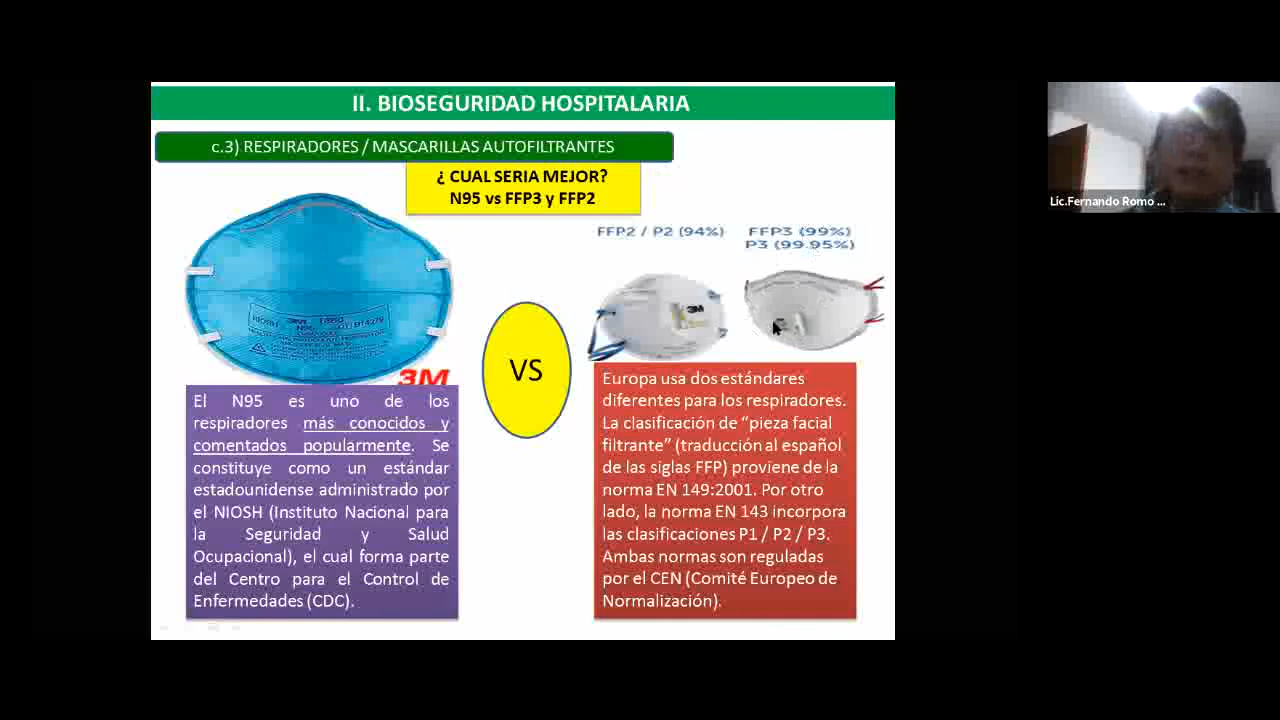 II. BIOSEGURIDAD HOSPITALARIA
c.3) RESPIRADORES / MASCARILLAS AUTOFILTRANTES
¿ CUAL SERIA MEJOR?
N95 vs FFP3 y FFP2
FFP2 / P2 (94%)
FFP3 (99%)
P3 (99.95%)
Lic.Fernando Romo ...
3M 1860
NIOSH N95
3M
3M
VS
El N95 es uno de los
respiradores más conocidos y
comentados popularmente. Se
constituye como un estándar
estadounidense administrado por
el NIOSH (Instituto Nacional para
la Seguridad y Salud
Ocupacional), el cual forma parte
del Centro para el Control de
Enfermedades (CDC).
Europa usa dos estándares
diferentes para los respiradores.
La clasificación de “pieza facial
filtrante” (traducción al español
de las siglas FFP) proviene de la
norma EN 149:2001. Por otro
lado, la norma EN 143 incorpora
las clasificaciones P1 / P2 / P3.
Ambas normas son reguladas
por el CEN (Comité Europeo de
Normalización).